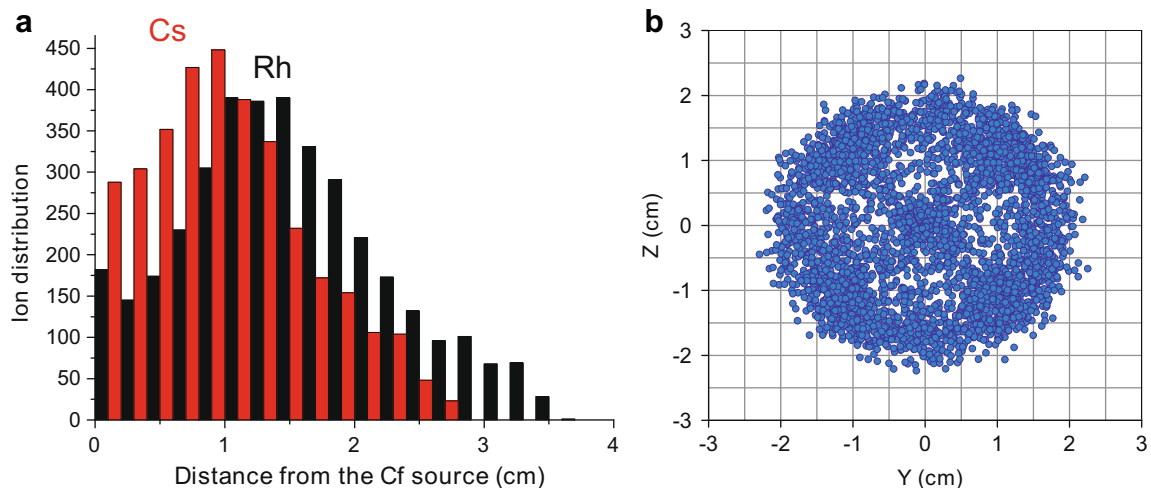 a
Cs
Rh
Ion distribution
450
400
350
300
250
200
150
100
50
0
0 1 2 3 4
Distance from the Cf source (cm)
b
Z (cm)
3
2
1
0
-1
-2
-3
-3 -2 -1 0 1 2 3
Y (cm)